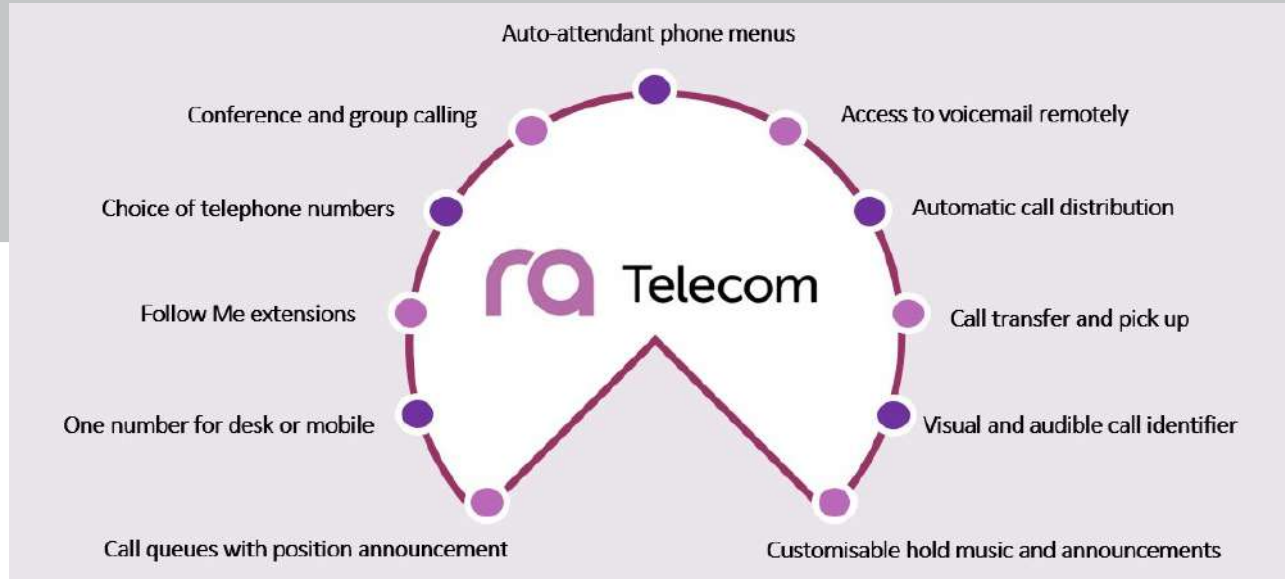 Auto-attendant phone menus
Conference and group calling
Access to voicemail remotely
Choice of telephone numbers
Automatic call distribution
ra Telecom
Follow Me extensions
Call transfer and pick up
One number for desk or mobile
Visual and audible call identifier
Call queues with position announcement
Customisable hold music and announcements